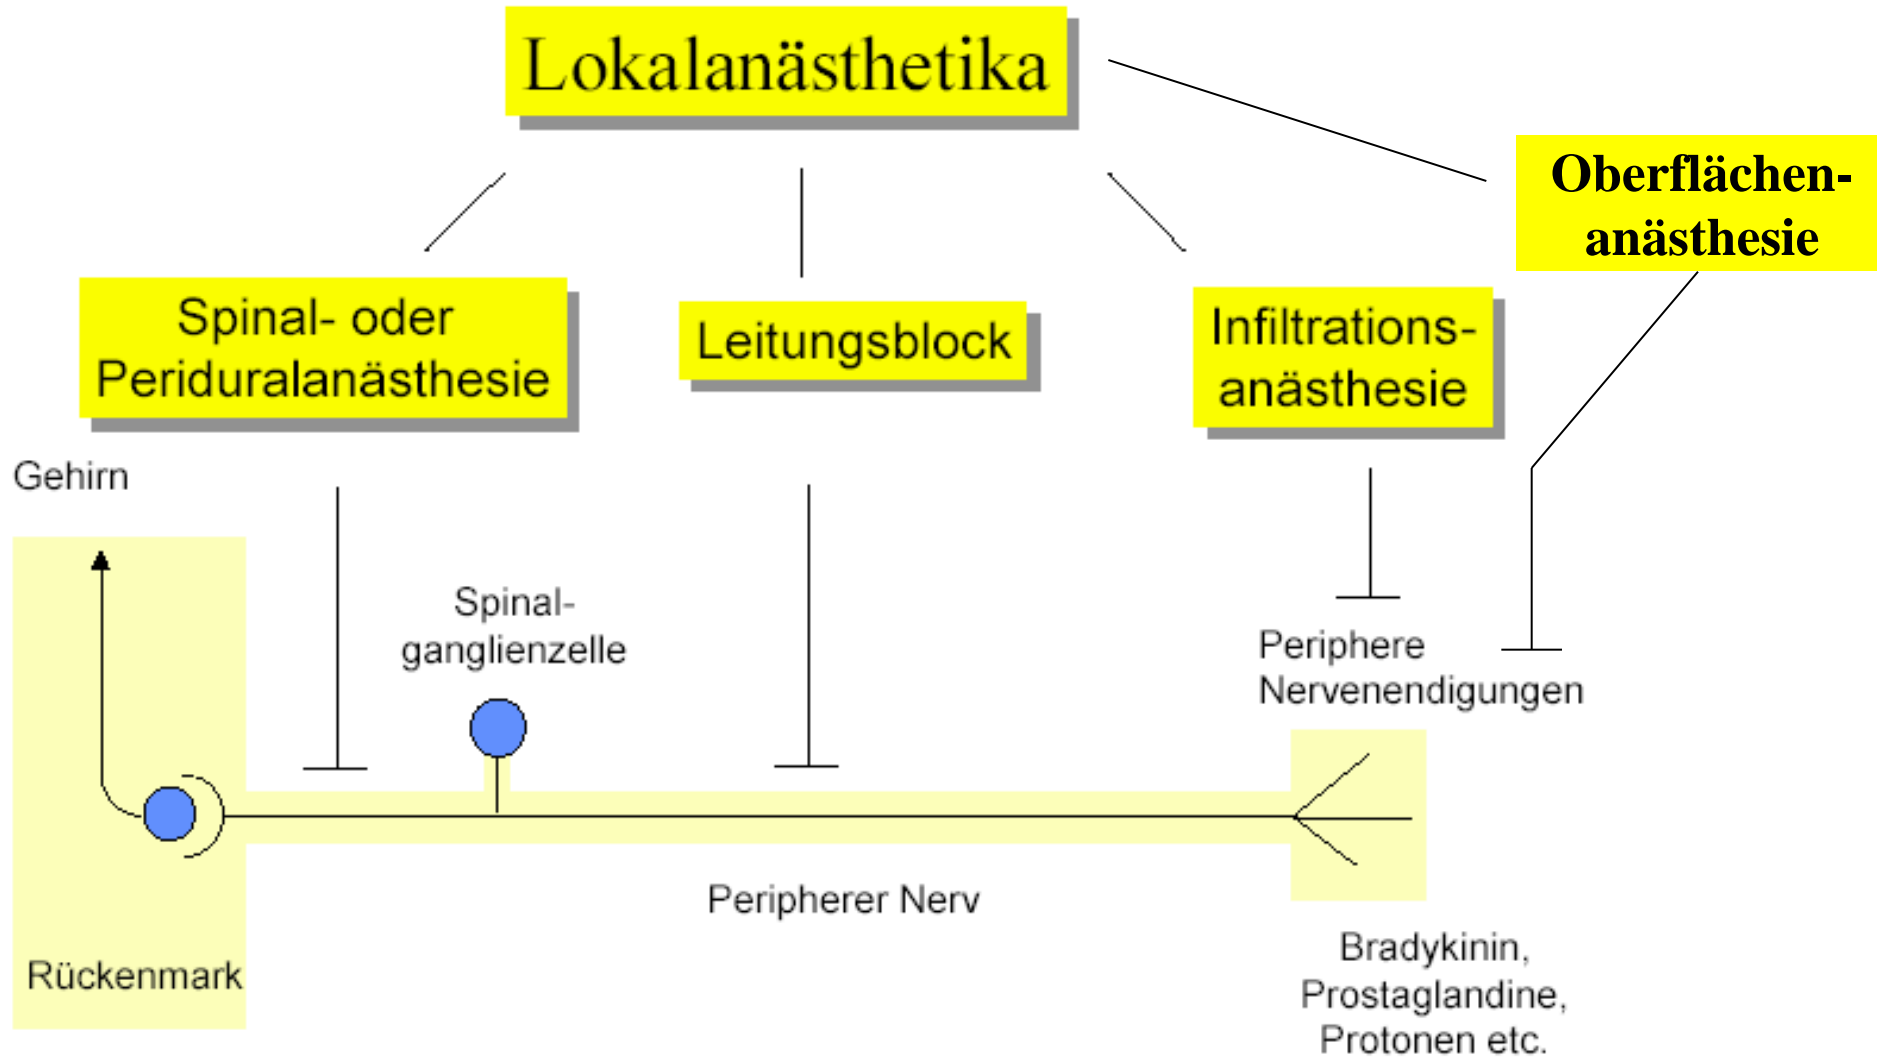 Lokalanästhetika
Oberflächen-
anästhesie
Spinal- oder
Periduralanästhesie
Leitungsblock
Infiltrations-
anästhesie
Gehirn
Spinal-
ganglienzelle
Periphere
Nervenendigungen
Peripherer Nerv
Rückenmark
Bradykinin,
Prostaglandine,
Protonen etc.